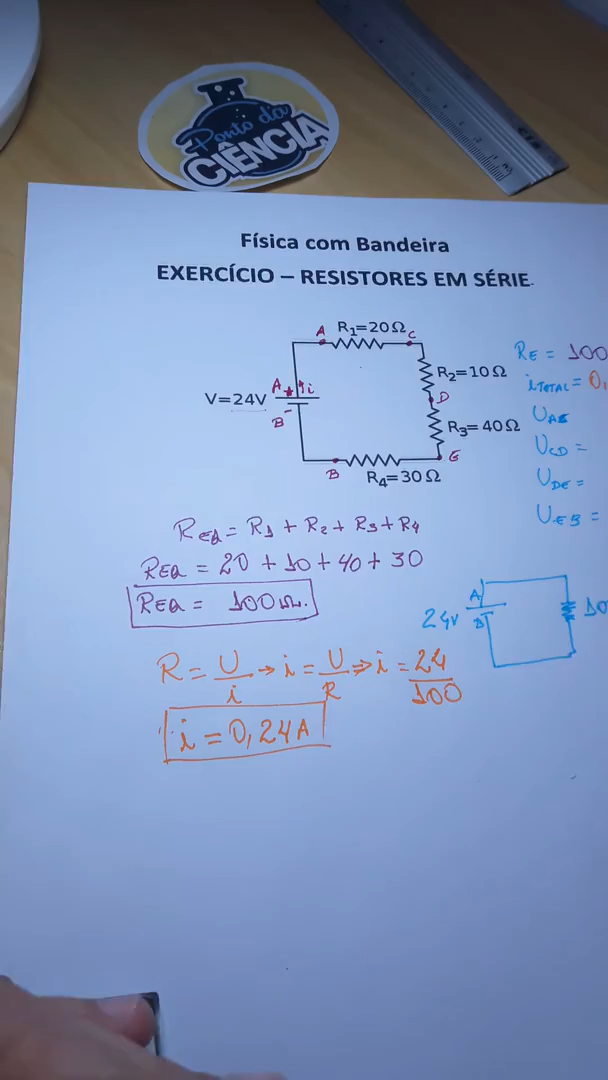 Ponto da
CIÊNCIA
Física com Bandeira
EXERCÍCIO – RESISTORES EM SÉRIE.
A R₁=20Ω C
R₂=10Ω
A + i
V=24V
D
B -
R₃=40Ω
E
B
R₄=30Ω
RE = 100
iTOTAL = 0,
UAC
UCD =
UDE =
UEB =
REQ = R1 + R2 + R3 + R4
REQ = 20 + 10 + 40 + 30
REQ = 100Ω.
A
24V
B
10
R = U/i → i = U/R ⇒ i = 24/100
i = 0,24A